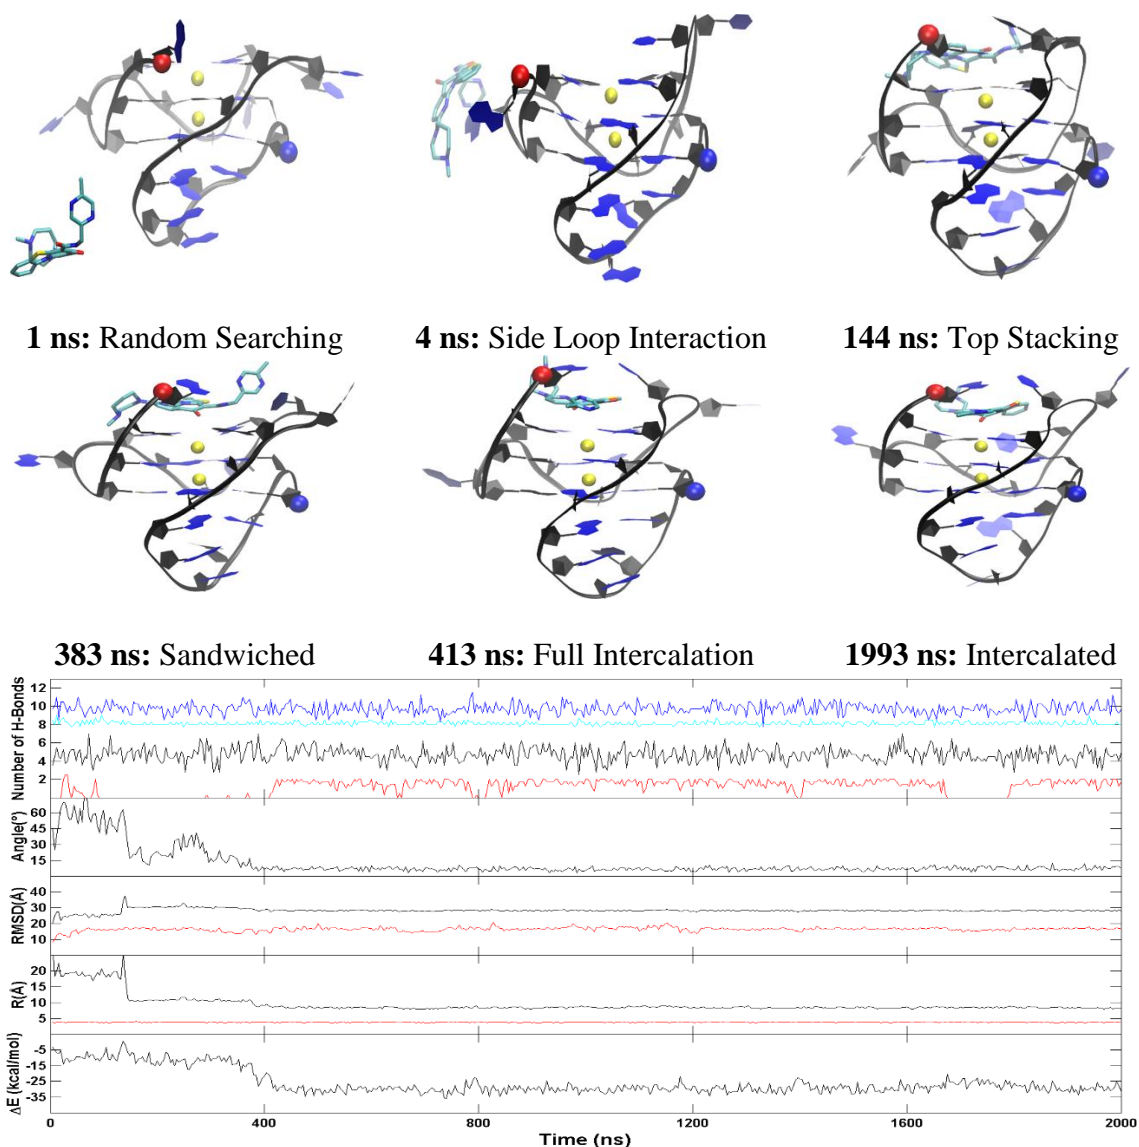 1 ns: Random Searching
4 ns: Side Loop Interaction
144 ns: Top Stacking
383 ns: Sandwiched
413 ns: Full Intercalation
1993 ns: Intercalated
Number of H-Bonds
12
10
8
6
4
2
Angle(°)
60
45
30
15
RMSD(Å)
40
30
20
10
R(Å)
20
15
10
5
ΔE (kcal/mol)
-5
-15
-25
-35
0 400 800 1200 1600 2000
Time (ns)